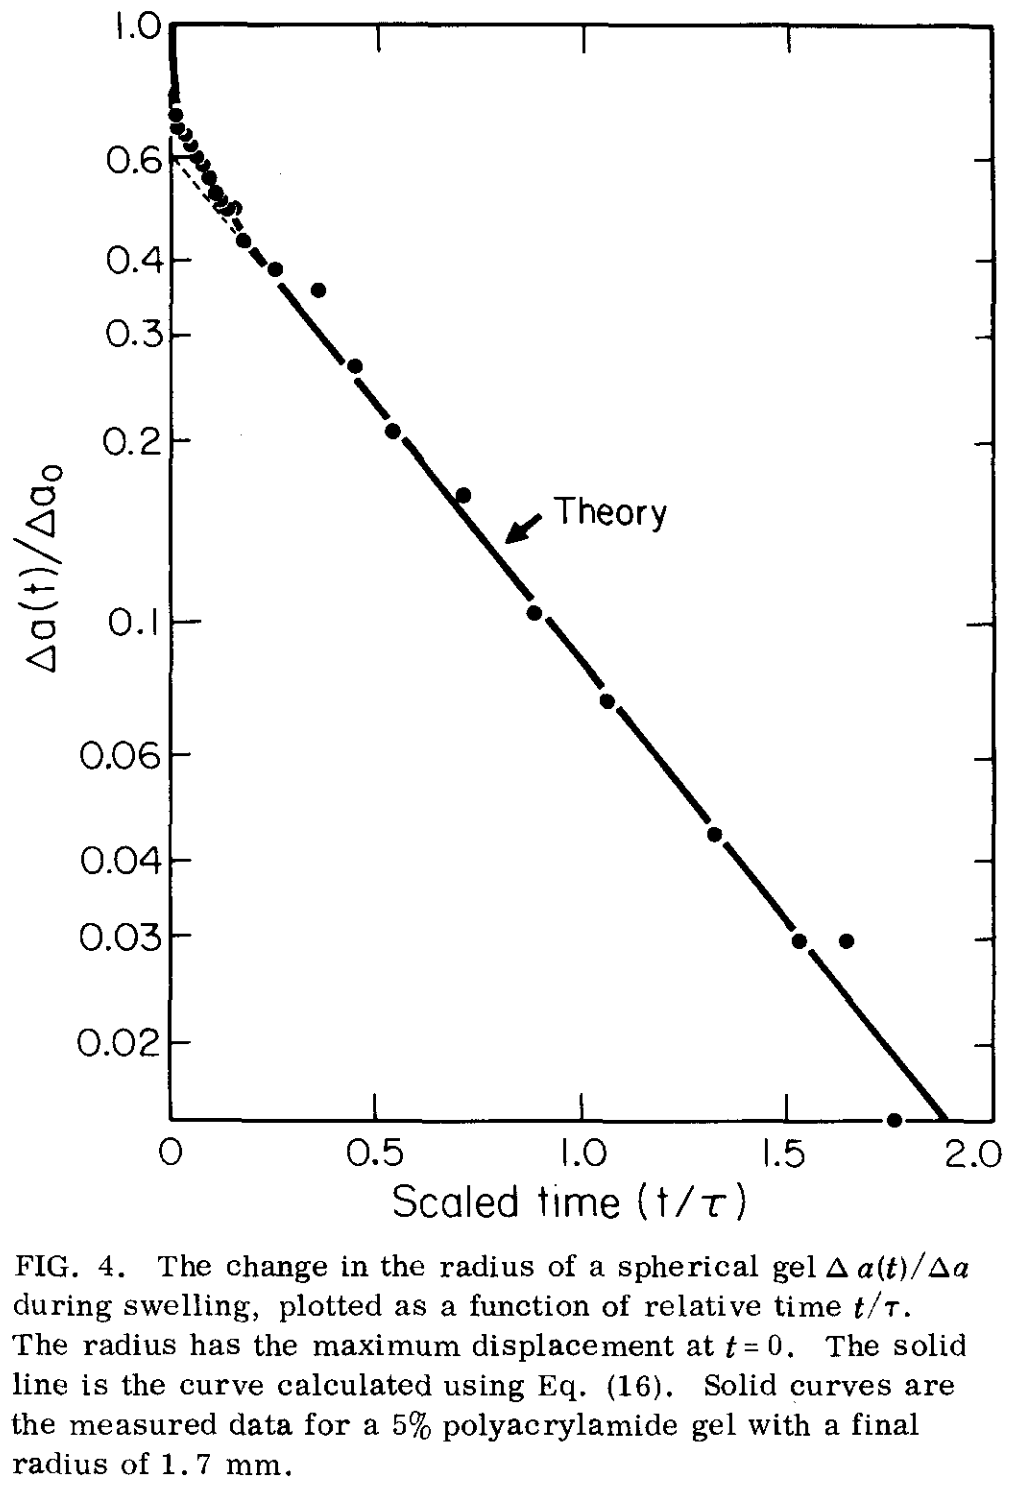 1.0
0.6
0.4
0.3
0.2
0.1
0.06
0.04
0.03
0.02
Δa(t)/Δa₀
Theory
0 0.5 1.0 1.5 2.0
Scaled time (t/τ)
FIG. 4. The change in the radius of a spherical gel Δ a(t)/Δa
during swelling, plotted as a function of relative time t/τ.
The radius has the maximum displacement at t = 0. The solid
line is the curve calculated using Eq. (16). Solid curves are
the measured data for a 5% polyacrylamide gel with a final
radius of 1.7 mm.